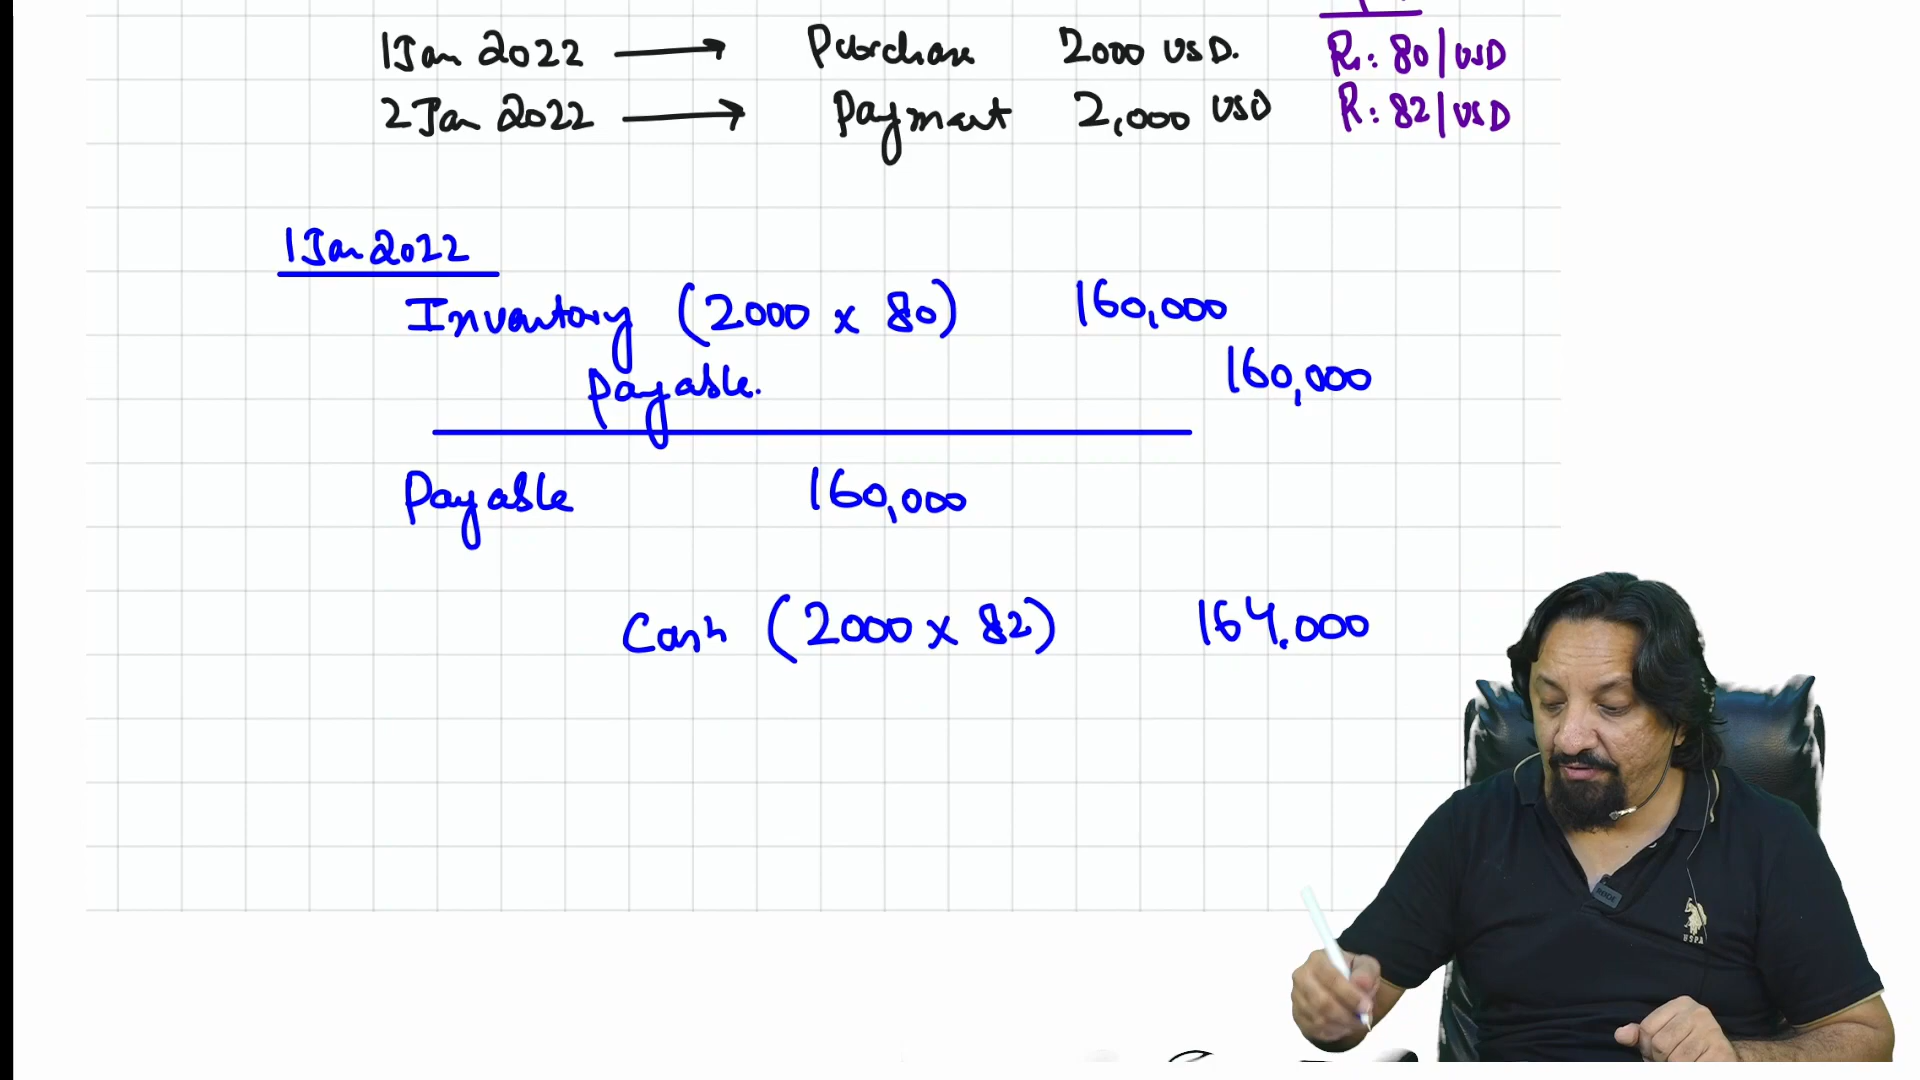 1 Jan 2022 → Purchase 2000 USD. R: 80/USD
2 Jan 2022 → Payment 2,000 USD R: 82/USD
1 Jan 2022
Inventory (2000 x 80) 160,000
Payable. 160,000
Payable 160,000
Cash (2000 x 82) 164.000
USPA